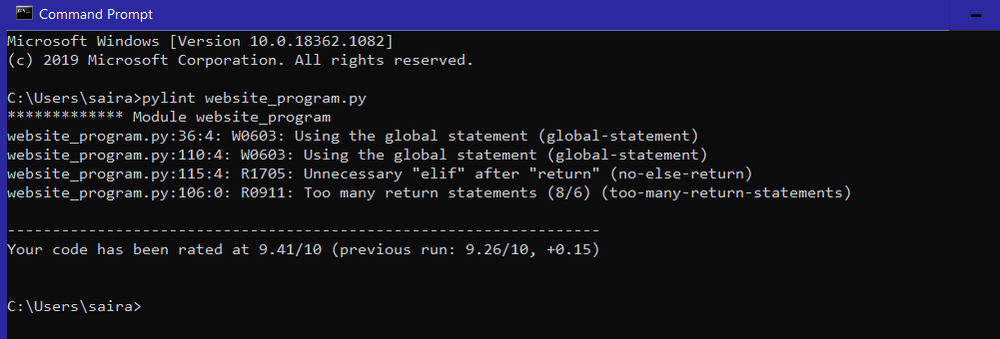 Command Prompt
Microsoft Windows [Version 10.0.18362.1082]
(c) 2019 Microsoft Corporation. All rights reserved.
C:\Users\saira>pylint website_program.py
************* Module website_program
website_program.py:36:4: W0603: Using the global statement (global-statement)
website_program.py:110:4: W0603: Using the global statement (global-statement)
website_program.py:115:4: R1705: Unnecessary "elif" after "return" (no-else-return)
website_program.py:106:0: R0911: Too many return statements (8/6) (too-many-return-statements)
------------------------------------------------------------------
Your code has been rated at 9.41/10 (previous run: 9.26/10, +0.15)
C:\Users\saira>